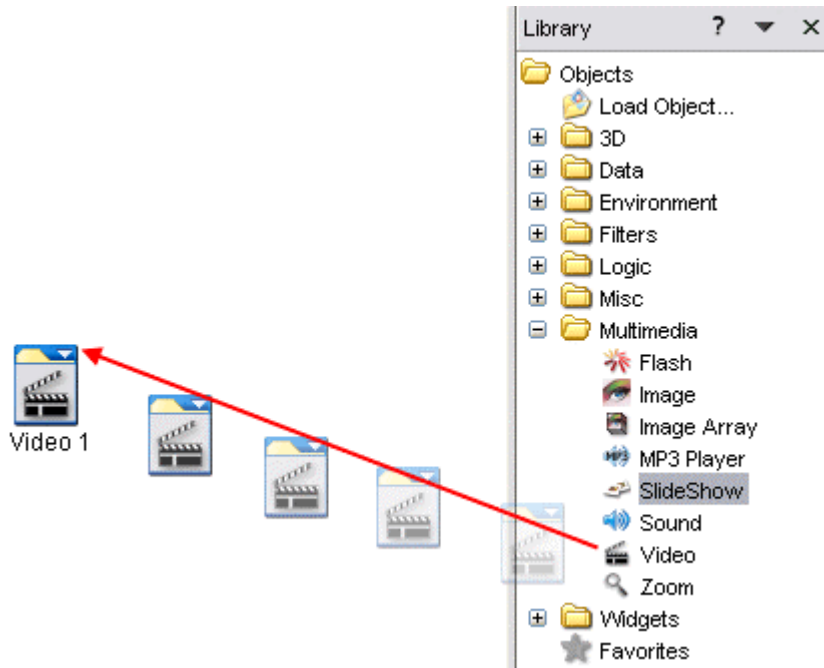 Library ?
Objects
Load Object...
3D
Data
Environment
Filters
Logic
Misc
Multimedia
Flash
Image
Image Array
MP3 MP3 Player
SlideShow
Sound
Video
Zoom
Widgets
Favorites
Video 1